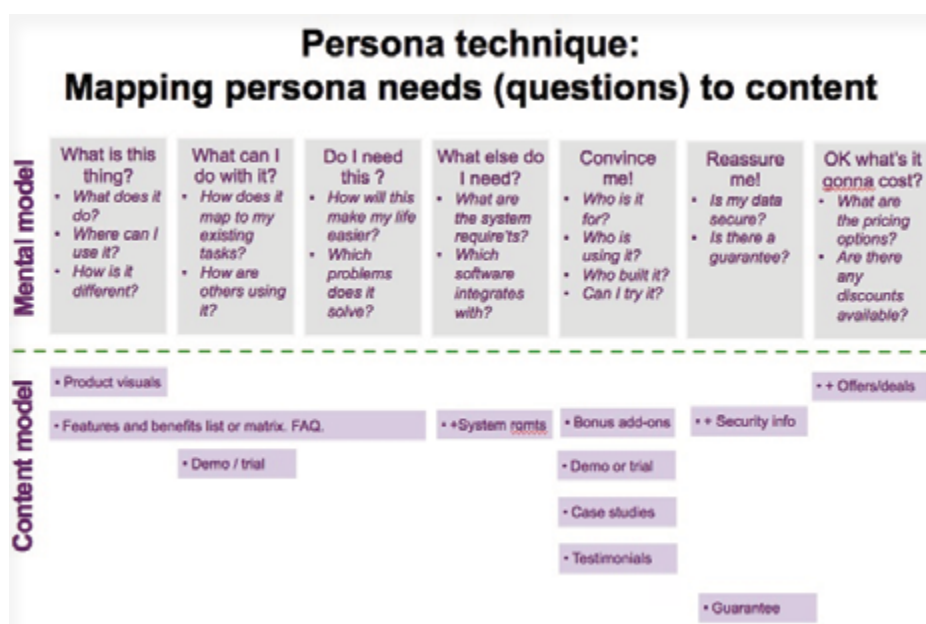 Persona technique:
Mapping persona needs (questions) to content
Mental model
What is this
thing?
• What does it
do?
• Where can I
use it?
• How is it
different?
What can I
do with it?
• How does it
map to my
existing
tasks?
• How are
others using
it?
Do I need
this ?
• How will this
make my life
easier?
• Which
problems
does it
solve?
What else do
I need?
• What are
the system
require'ts?
• Which
software
integrates
with?
Convince
me!
• Who is it
for?
• Who is
using it?
• Who built it?
• Can I try it?
Reassure
me!
• Is my data
secure?
• Is there a
guarantee?
OK what's it
gonna cost?
• What are
the pricing
options?
• Are there
any
discounts
available?
Content model
• Product visuals
• Features and benefits list or matrix. FAQ.
• Demo / trial
• +System rqmts
• Bonus add-ons
• Demo or trial
• Case studies
• Testimonials
• + Security info
• Guarantee
• + Offers/deals